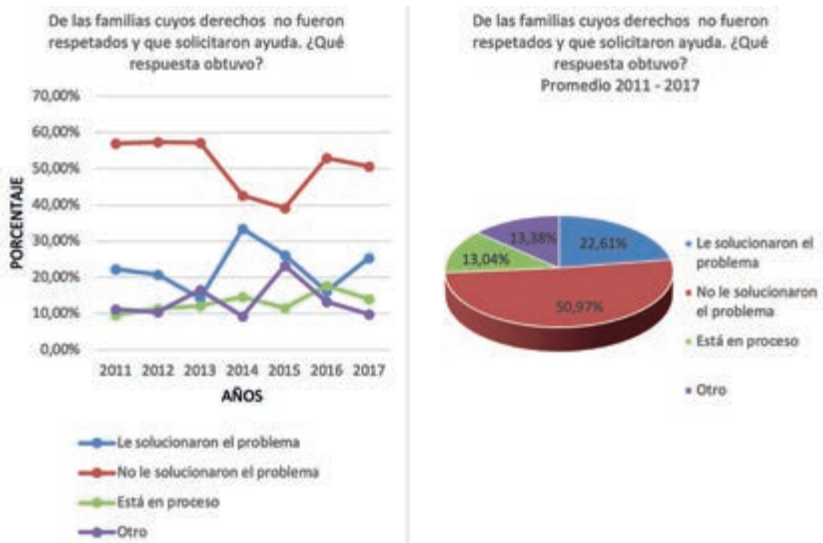 De las familias cuyos derechos no fueron
respetados y que solicitaron ayuda. ¿Qué
respuesta obtuvo?
70,00%
60,00%
50,00%
40,00%
30,00%
20,00%
10,00%
0,00%
PORCENTAJE
2011 2012 2013 2014 2015 2016 2017
AÑOS
Le solucionaron el problema
No le solucionaron el problema
Está en proceso
Otro
De las familias cuyos derechos no fueron
respetados y que solicitaron ayuda. ¿Qué
respuesta obtuvo?
Promedio 2011 - 2017
13,38%
22,61%
13,04%
50,97%
Le solucionaron el
problema
No le solucionaron
el problema
Está en proceso
Otro